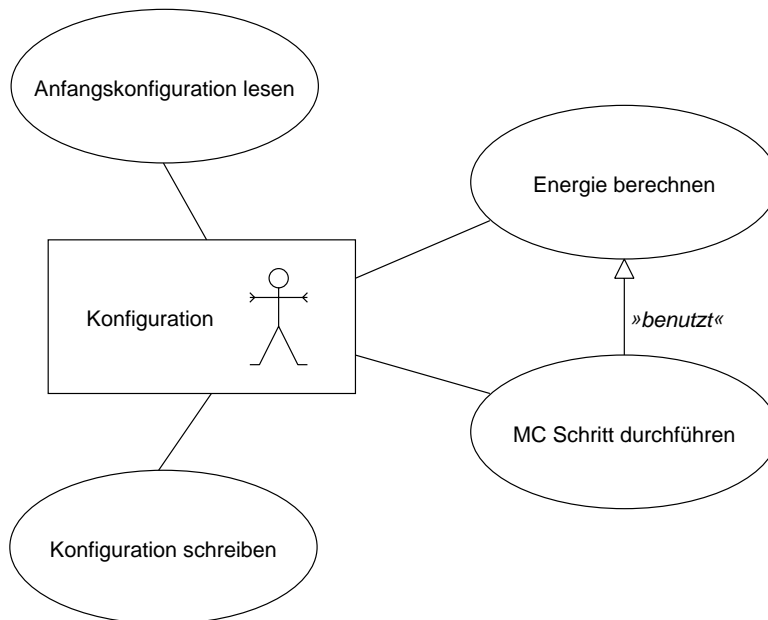 Anfangskonfiguration lesen
Energie berechnen
Konfiguration
»benutzt«
MC Schritt durchführen
Konfiguration schreiben